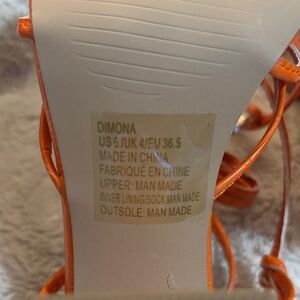 DIMONA
US 6 /UK 4/EU 36.5
MADE IN CHINA
FABRIQUÉ EN CHINE
UPPER: MAN MADE
INNER LINING/SOCK:MAN MADE
OUTSOLE: MAN MADE